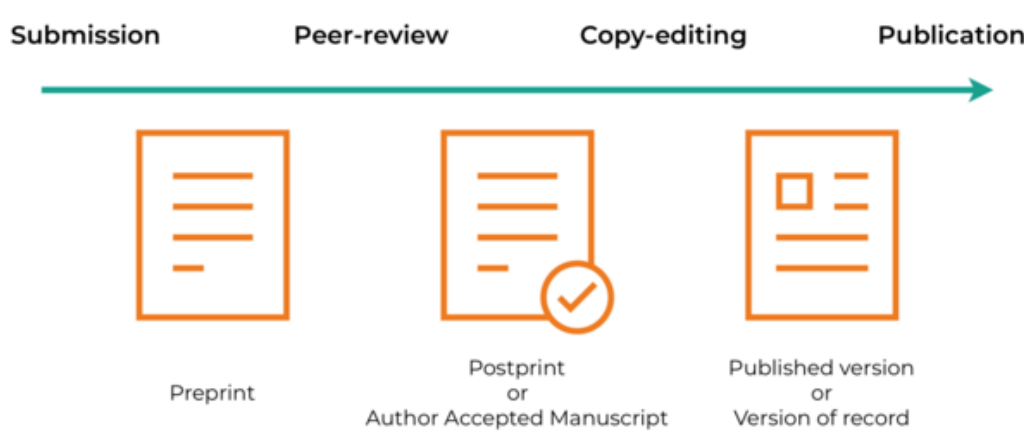 Submission Peer-review Copy-editing Publication
Preprint
Postprint
or
Author Accepted Manuscript
Published version
or
Version of record